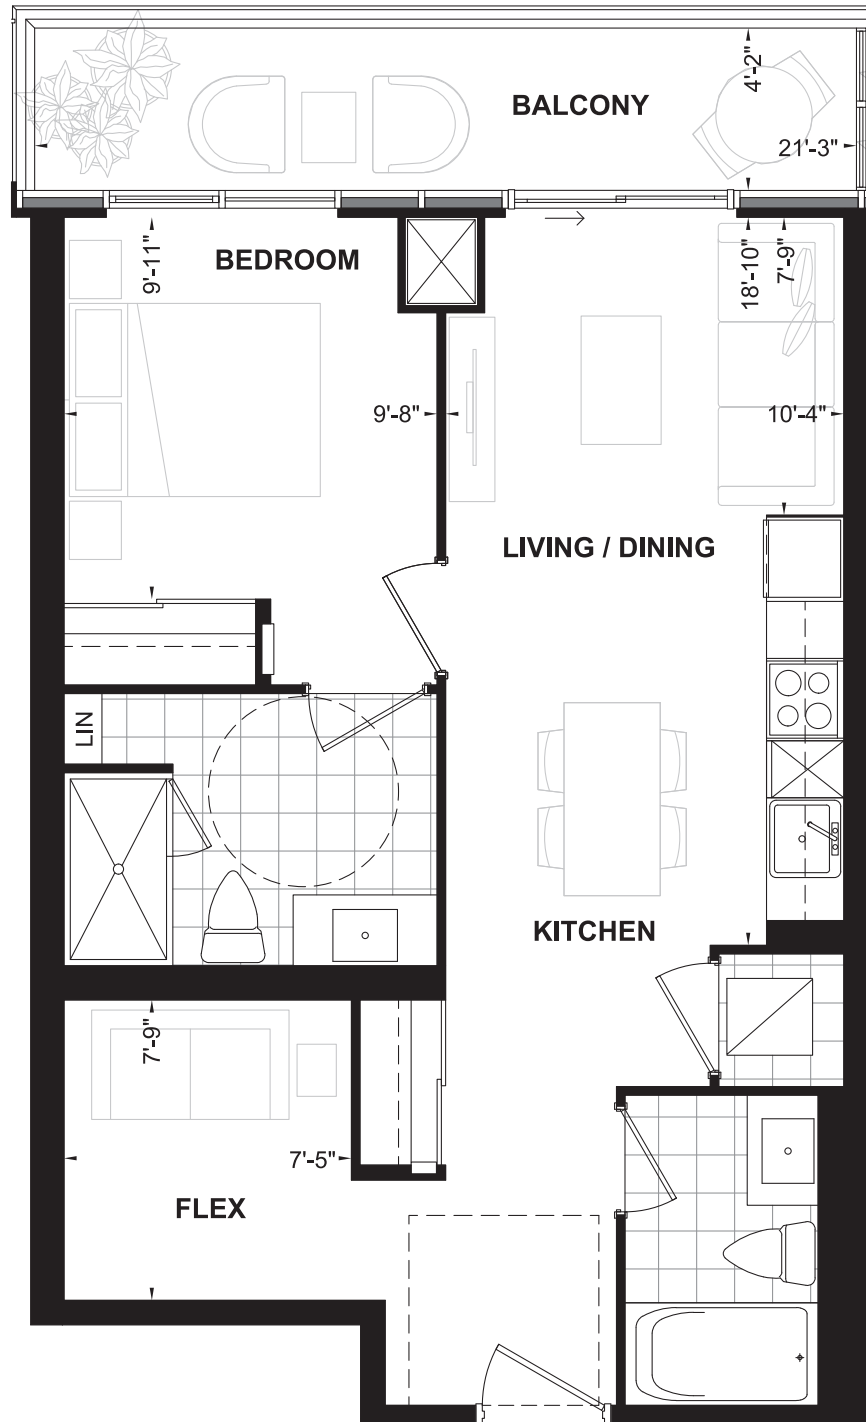 4'-2"
BALCONY
21'-3"
9'-11"
BEDROOM
18'-10"
7'-9"
9'-8"
10'-4"
LIVING / DINING
LIN
KITCHEN
7'-9"
7'-5"
FLEX